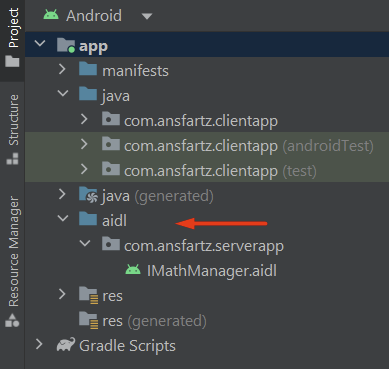 Project
Structure
Resource Manager
Android
app
manifests
java
com.ansfartz.clientapp
com.ansfartz.clientapp (androidTest)
com.ansfartz.clientapp (test)
java (generated)
aidl
com.ansfartz.serverapp
IMathManager.aidl
res
res (generated)
Gradle Scripts